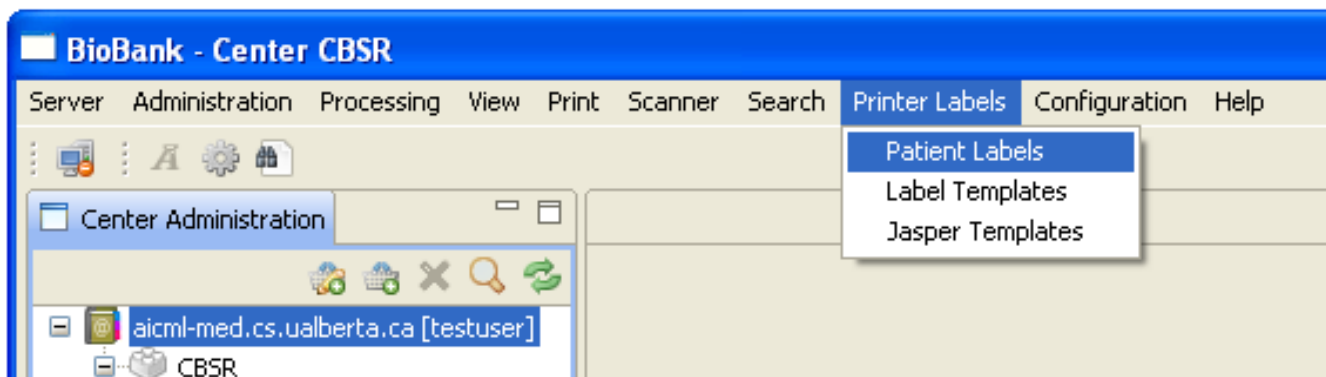 BioBank - Center CBSR
Server Administration Processing View Print Scanner Search Printer Labels Configuration Help
Patient Labels
Label Templates
Jasper Templates
Center Administration
aicml-med.cs.ualberta.ca [testuser]
CBSR